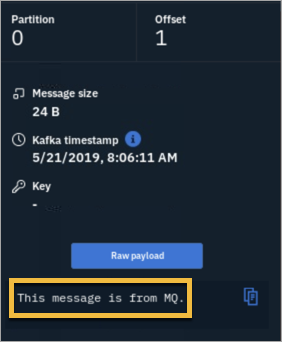 Partition
0
Offset
1
Message size
24 B
Kafka timestamp
5/21/2019, 8:06:11 AM
Key
-
Raw payload
This message is from MQ.